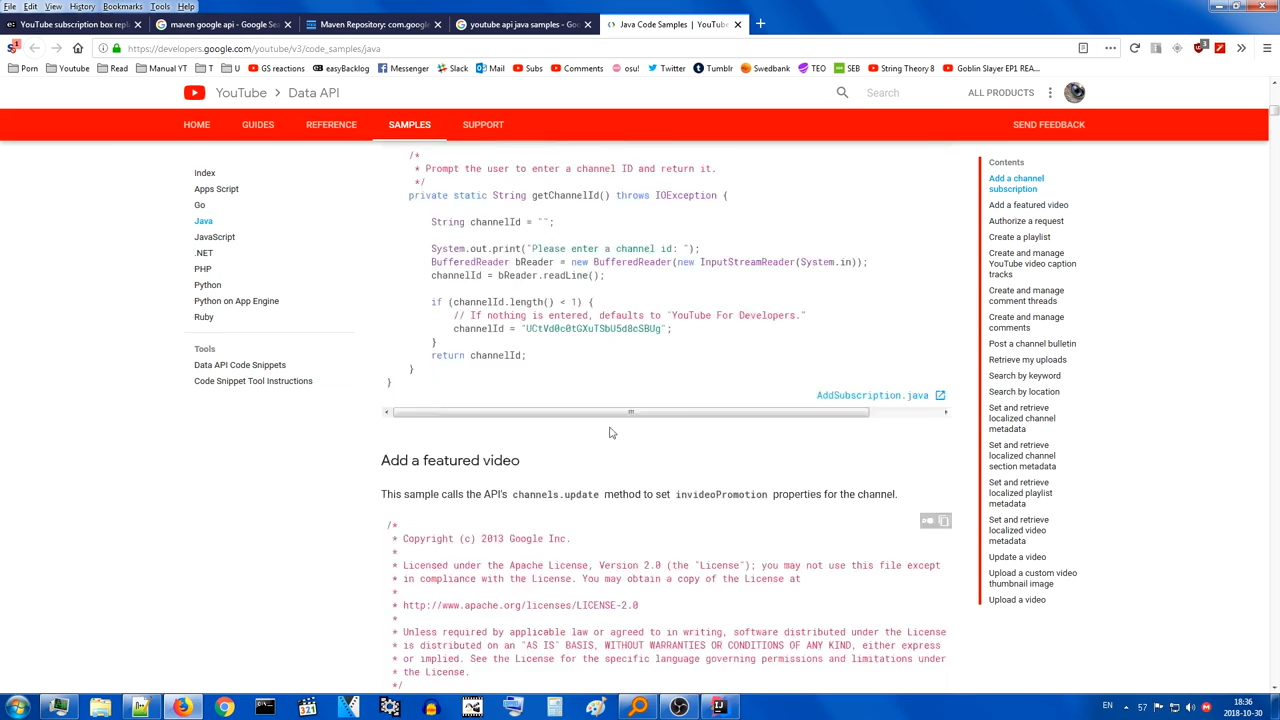 File Edit View History Bookmarks Tools Help
YouTube subscription box repl
maven google api - Google Sea
Maven Repository: com.google
youtube api java samples - Goo
Java Code Samples | YouTube
https://developers.google.com/youtube/v3/code_samples/java
Porn Youtube Read Manual YT T U GS reactions easyBacklog Messenger Slack Mail Subs Comments osu! Twitter Tumblr Swedbank TEO SEB String Theory 8 Goblin Slayer EP1 REA...
YouTube > Data API
Search
ALL PRODUCTS
HOME GUIDES REFERENCE SAMPLES SUPPORT
SEND FEEDBACK
Index
Apps Script
Go
Java
JavaScript
.NET
PHP
Python
Python on App Engine
Ruby
Tools
Data API Code Snippets
Code Snippet Tool Instructions
/*
* Prompt the user to enter a channel ID and return it.
*/
private static String getChannelId() throws IOException {
String channelId = "";
System.out.print("Please enter a channel id: ");
BufferedReader bReader = new BufferedReader(new InputStreamReader(System.in));
channelId = bReader.readLine();
if (channelId.length() < 1) {
// If nothing is entered, defaults to "YouTube For Developers."
channelId = "UCtVd0c0tGXuTSbU5d8cSBUg";
}
return channelId;
}
}
AddSubscription.java
Add a featured video
This sample calls the API's channels.update method to set invideoPromotion properties for the channel.
/*
* Copyright (c) 2013 Google Inc.
*
* Licensed under the Apache License, Version 2.0 (the "License"); you may not use this file except
* in compliance with the License. You may obtain a copy of the License at
*
* http://www.apache.org/licenses/LICENSE-2.0
*
* Unless required by applicable law or agreed to in writing, software distributed under the License
* is distributed on an "AS IS" BASIS, WITHOUT WARRANTIES OR CONDITIONS OF ANY KIND, either express
* or implied. See the License for the specific language governing permissions and limitations under
* the License.
*/
Contents
Add a channel
subscription
Add a featured video
Authorize a request
Create a playlist
Create and manage
YouTube video caption
tracks
Create and manage
comment threads
Create and manage
comments
Post a channel bulletin
Retrieve my uploads
Search by keyword
Search by location
Set and retrieve
localized channel
metadata
Set and retrieve
localized channel
section metadata
Set and retrieve
localized playlist
metadata
Set and retrieve
localized video
metadata
Update a video
Upload a custom video
thumbnail image
Upload a video
EN
57
18:36
2018-10-30